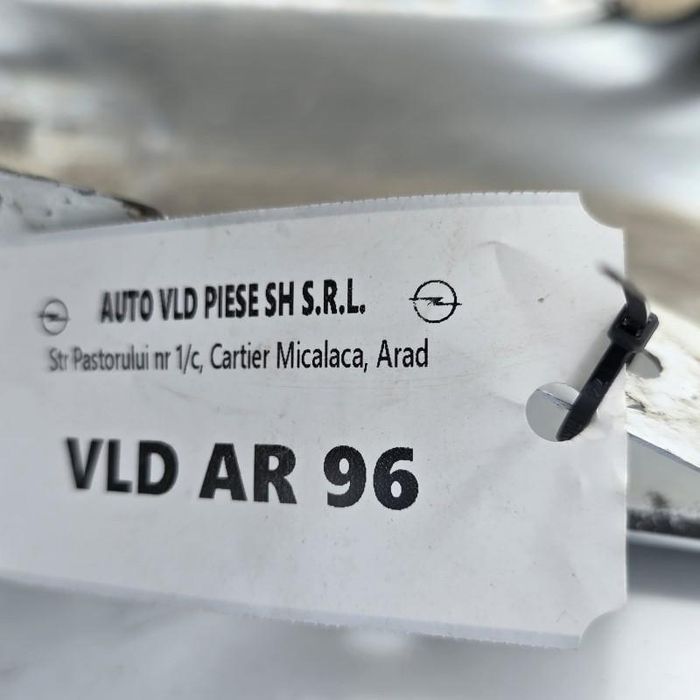 AUTO VLD PIESE SH S.R.L.
Str Pastorului nr 1/c, Cartier Micalaca, Arad
VLD AR 96